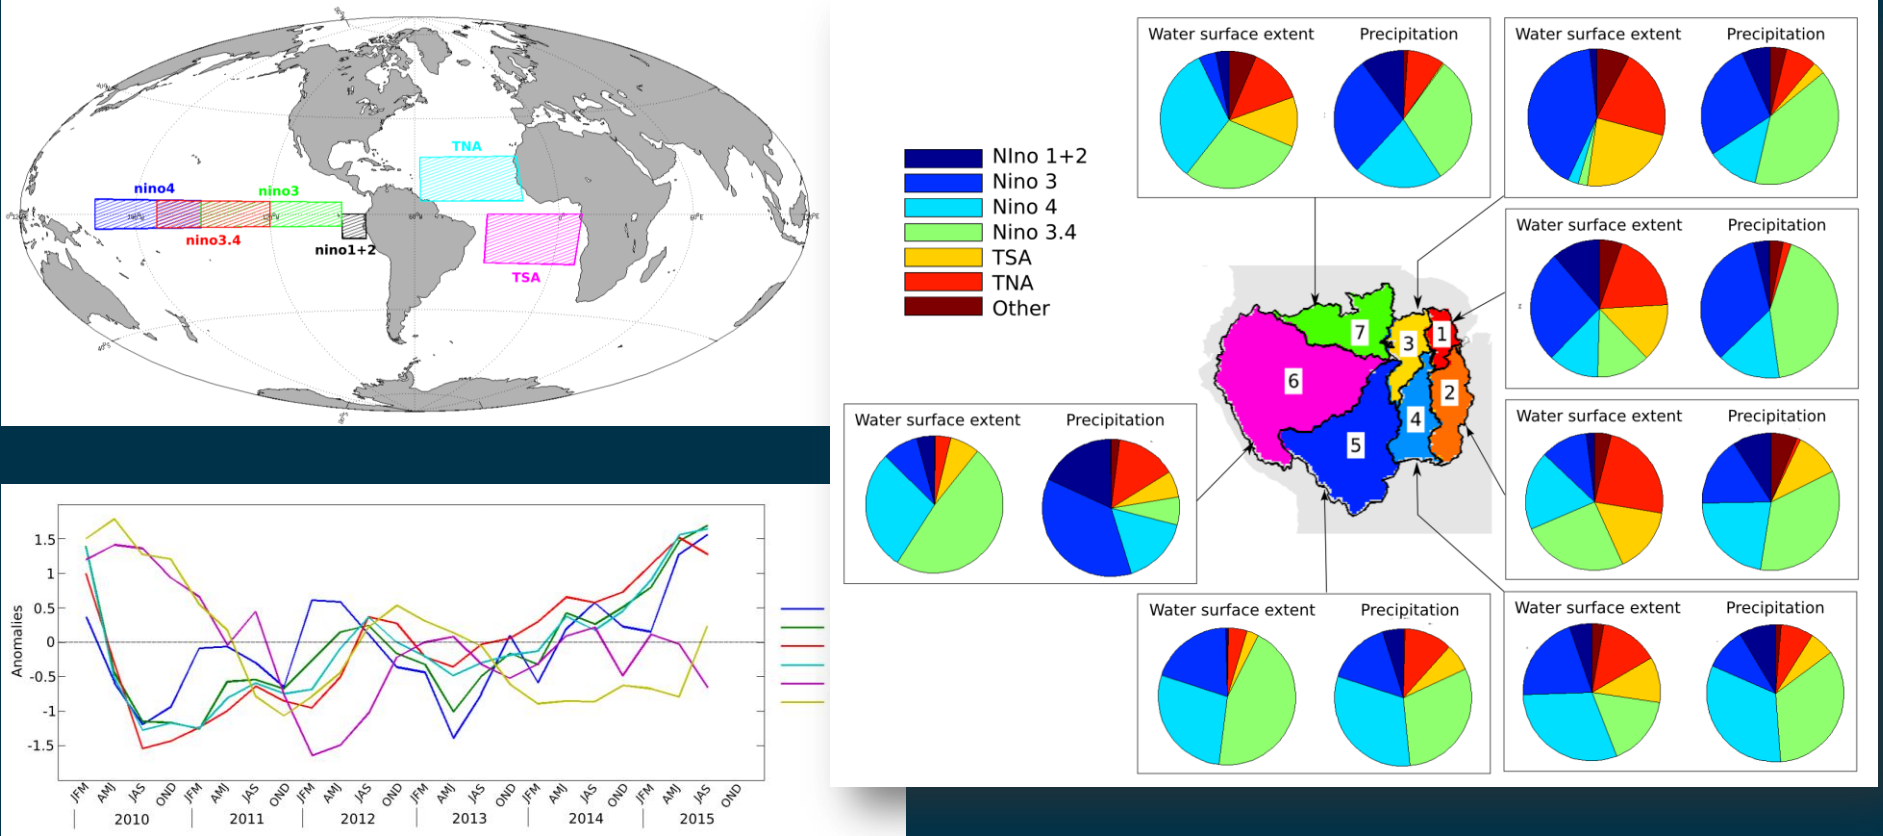 TNA
nino4
nino3
nino3.4
nino1+2
TSA
Anomalies
1.5
1
0.5
0
-0.5
-1
-1.5
JFM AMJ JAS OND JFM AMJ JAS OND JFM AMJ JAS OND JFM AMJ JAS OND JFM AMJ JAS OND JFM AMJ JAS OND
2010 2011 2012 2013 2014 2015
NIno 1+2
Nino 3
Nino 4
Nino 3.4
TSA
TNA
Other
Water surface extent Precipitation
Water surface extent Precipitation
Water surface extent Precipitation
Water surface extent Precipitation
Water surface extent Precipitation
Water surface extent Precipitation
Water surface extent Precipitation
7
3
1
6
2
4
5